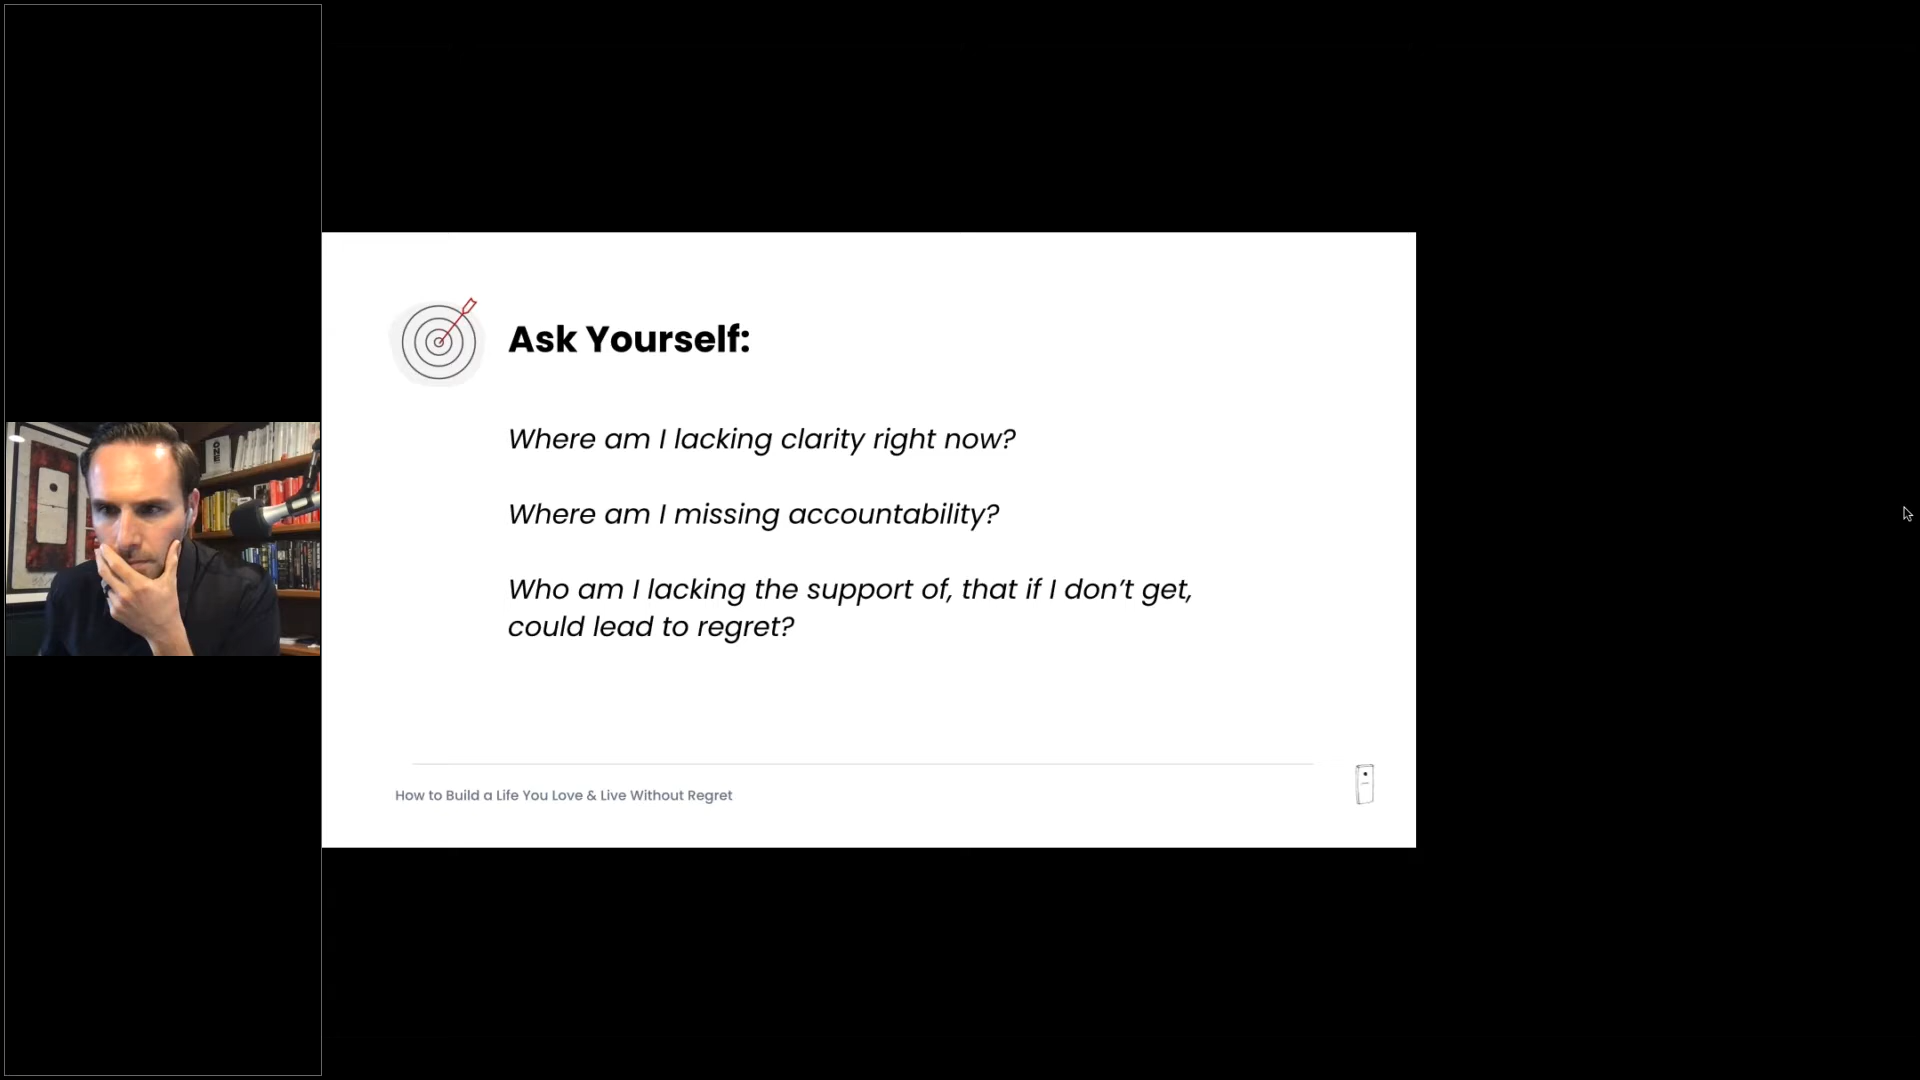 Ask Yourself:
Where am I lacking clarity right now?
Where am I missing accountability?
Who am I lacking the support of, that if I don’t get,
could lead to regret?
How to Build a Life You Love & Live Without Regret
ONE